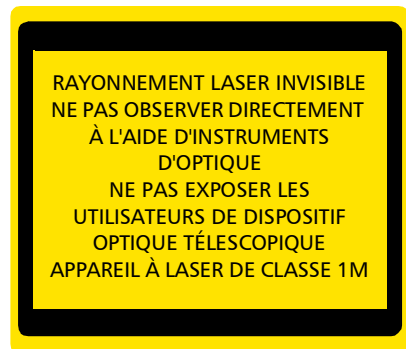 RAYONNEMENT LASER INVISIBLE
NE PAS OBSERVER DIRECTEMENT
À L'AIDE D'INSTRUMENTS
D'OPTIQUE
NE PAS EXPOSER LES
UTILISATEURS DE DISPOSITIF
OPTIQUE TÉLESCOPIQUE
APPAREIL À LASER DE CLASSE 1M